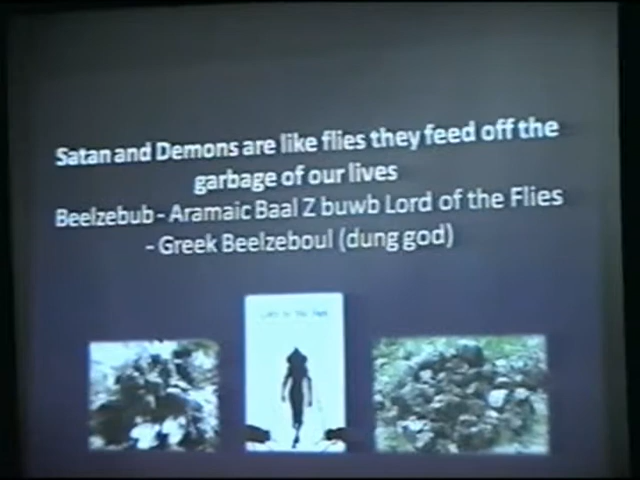 Satan and Demons are like flies they feed off the
garbage of our lives
Beelzebub - Aramaic Baal Z buwb Lord of the Flies
- Greek Beelzeboul (dung god)